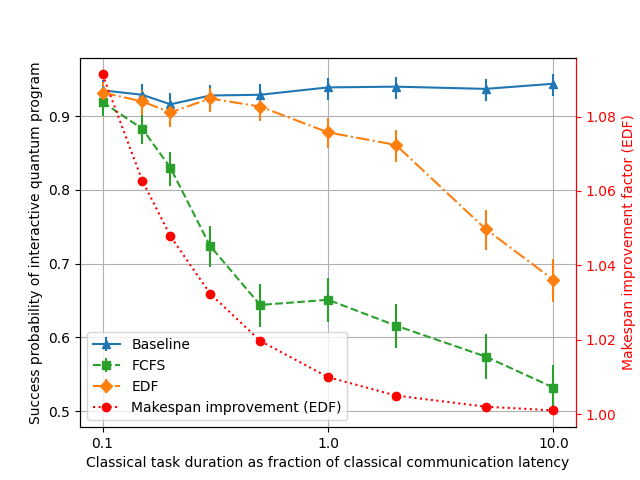 Success probability of interactive quantum program
0.9
0.8
0.7
0.6
0.5
1.08
1.06
1.04
1.02
1.00
Makespan improvement factor (EDF)
Baseline
FCFS
EDF
Makespan improvement (EDF)
0.1
1.0
10.0
Classical task duration as fraction of classical communication latency